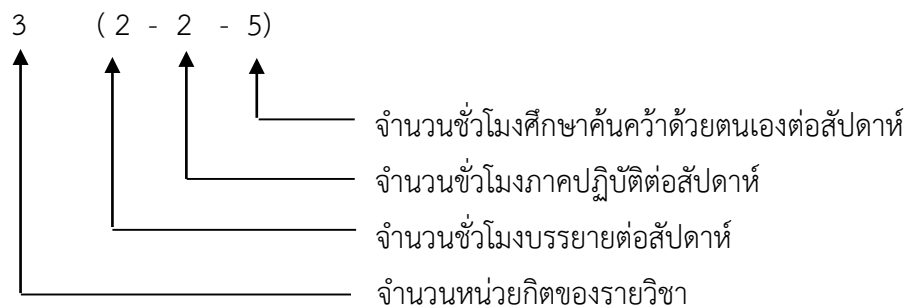 3 (2 - 2 - 5)
จำนวนชั่วโมงศึกษาค้นคว้าด้วยตนเองต่อสัปดาห์
จำนวนขั่วโมงภาคปฏิบัติต่อสัปดาห์
จำนวนชั่วโมงบรรยายต่อสัปดาห์
จำนวนหน่วยกิตของรายวิชา